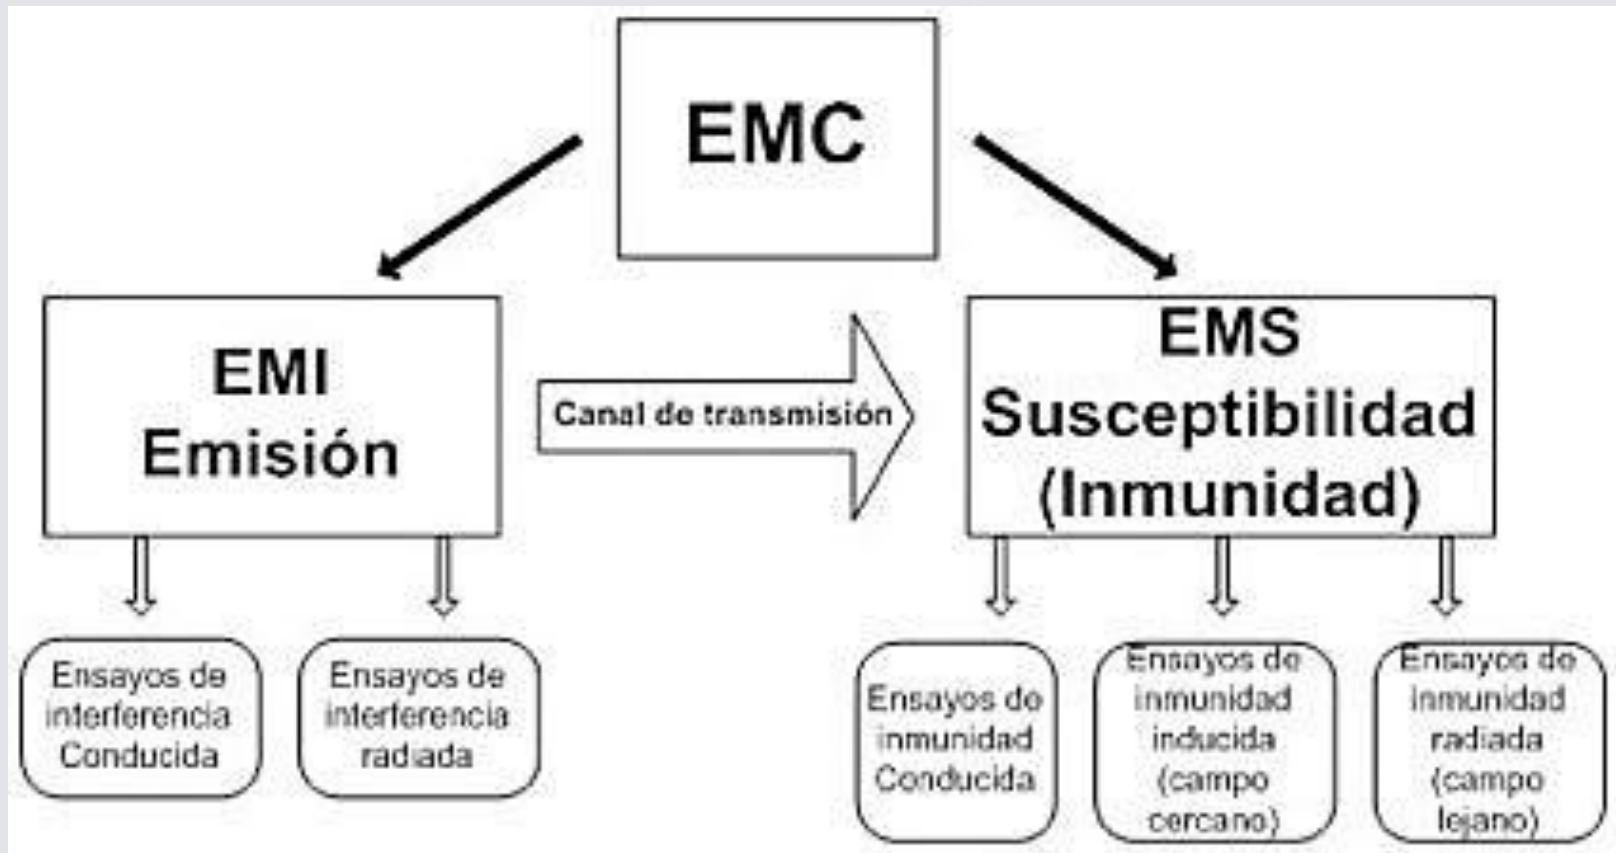 EMC
EMI
Emisión
Canal de transmisión
EMS
Susceptibilidad
(Inmunidad)
Ensayos de
interferencia
Conducida
Ensayos de
interferencia
radiada
Ensayos de
inmunidad
Conducida
Ensayos de
inmunidad
inducida
(campo
cercano)
Ensayos de
inmunidad
radiada
(campo
lejano)